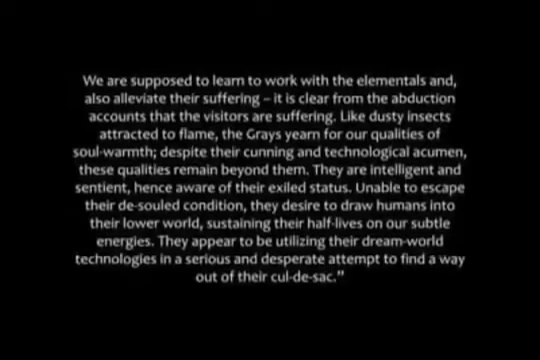 We are supposed to learn to work with the elementals and,
also alleviate their suffering – it is clear from the abduction
accounts that the visitors are suffering. Like dusty insects
attracted to flame, the Grays yearn for our qualities of
soul-warmth; despite their cunning and technological acumen,
these qualities remain beyond them. They are intelligent and
sentient, hence aware of their exiled status. Unable to escape
their de-souled condition, they desire to draw humans into
their lower world, sustaining their half-lives on our subtle
energies. They appear to be utilizing their dream-world
technologies in a serious and desperate attempt to find a way
out of their cul-de-sac."